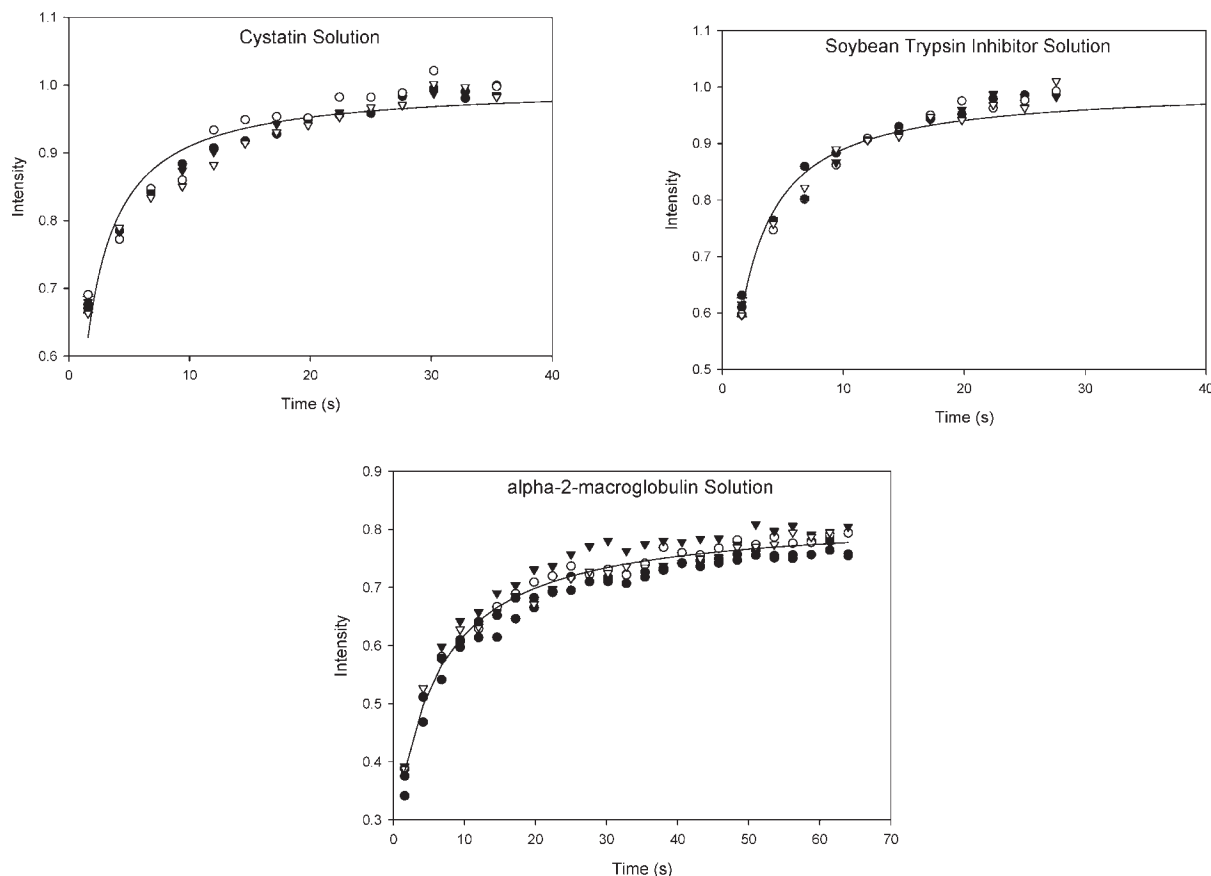 Cystatin Solution
Intensity
1.1
1.0
0.9
0.8
0.7
0.6
0 10 20 30 40
Time (s)
Soybean Trypsin Inhibitor Solution
Intensity
1.1
1.0
0.9
0.8
0.7
0.6
0.5
0 10 20 30 40
Time (s)
alpha-2-macroglobulin Solution
Intensity
0.9
0.8
0.7
0.6
0.5
0.4
0.3
0 10 20 30 40 50 60 70
Time (s)